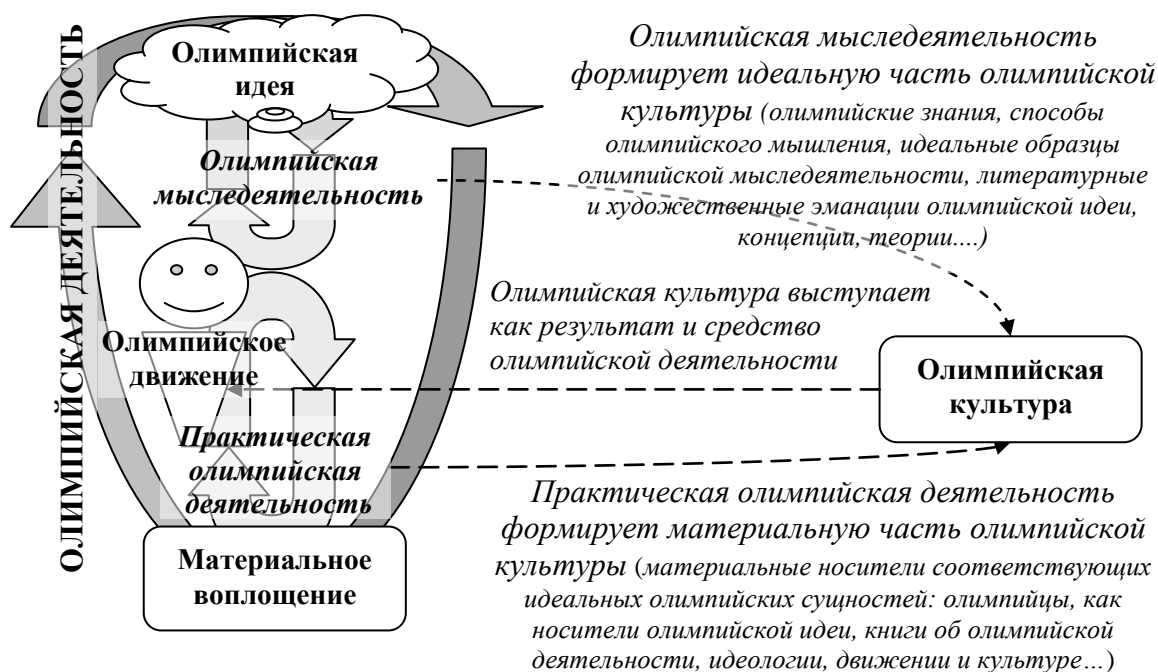 ОЛИМПИЙСКАЯ ДЕЯТЕЛЬНОСТЬ
Олимпийская
идея
Олимпийская
мыследеятельность
Олимпийское
движение
Практическая
олимпийская
деятельность
Материальное
воплощение
Олимпийская мыследеятельность
формирует идеальную часть олимпийской
культуры (олимпийские знания, способы
олимпийского мышления, идеальные образцы
олимпийской мыследеятельности, литературные
и художественные эманации олимпийской идеи,
концепции, теории....)
Олимпийская культура выступает
как результат и средство
олимпийской деятельности
Олимпийская
культура
Практическая олимпийская деятельность
формирует материальную часть олимпийской
культуры (материальные носители соответствующих
идеальных олимпийских сущностей: олимпийцы, как
носители олимпийской идеи, книги об олимпийской
деятельности, идеологии, движении и культуре…)